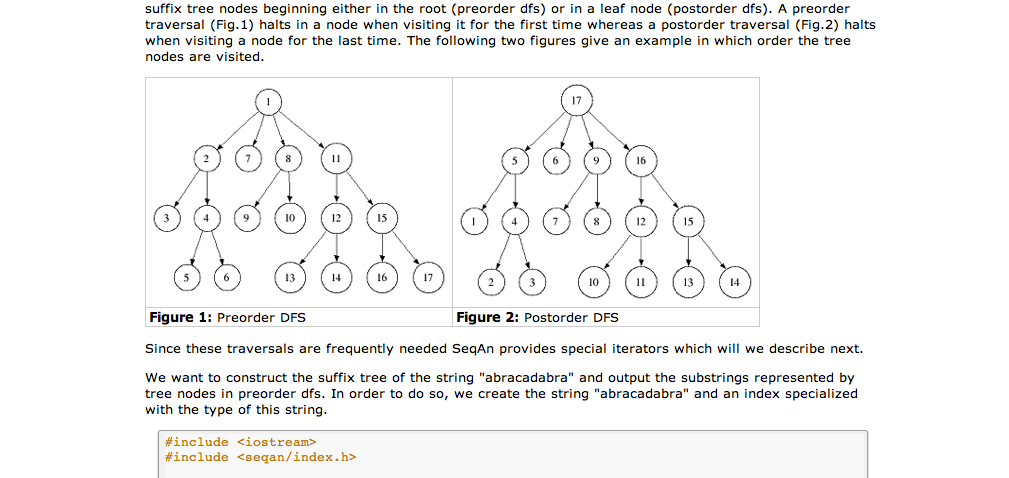 suffix tree nodes beginning either in the root (preorder dfs) or in a leaf node (postorder dfs). A preorder
traversal (Fig.1) halts in a node when visiting it for the first time whereas a postorder traversal (Fig.2) halts
when visiting a node for the last time. The following two figures give an example in which order the tree
nodes are visited.
1
2 7 8 11
3 4 9 10 12 15
5 6 13 14 16 17
Figure 1: Preorder DFS
17
5 6 9 16
1 4 7 8 12 15
2 3 10 11 13 14
Figure 2: Postorder DFS
Since these traversals are frequently needed SeqAn provides special iterators which will we describe next.
We want to construct the suffix tree of the string "abracadabra" and output the substrings represented by
tree nodes in preorder dfs. In order to do so, we create the string "abracadabra" and an index specialized
with the type of this string.
#include <iostream>
#include <seqan/index.h>